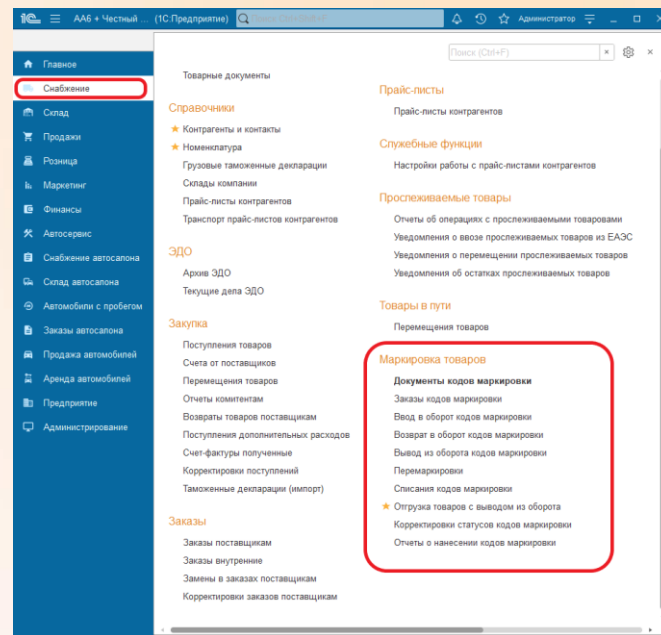 1С
АА6 + Честный ...
(1С:Предприятие)
Поиск (Ctrl+Shift+F)
Администратор
Поиск (Ctrl+F)
Главное
Снабжение
Склад
Продажи
Розница
Маркетинг
Финансы
Автосервис
Снабжение автосалона
Склад автосалона
Автомобили с пробегом
Заказы автосалона
Продажа автомобилей
Аренда автомобилей
Предприятие
Администрирование
Товарные документы
Справочники
Контрагенты и контакты
Номенклатура
Грузовые таможенные декларации
Склады компании
Прайс-листы контрагентов
Транспорт прайс-листов контрагентов
ЭДО
Архив ЭДО
Текущие дела ЭДО
Закупка
Поступления товаров
Счета от поставщиков
Перемещения товаров
Отчеты комитентам
Возвраты товаров поставщикам
Поступления дополнительных расходов
Счет-фактуры полученные
Корректировки поступлений
Таможенные декларации (импорт)
Заказы
Заказы поставщикам
Заказы внутренние
Замены в заказах поставщикам
Корректировки заказов поставщикам
Прайс-листы
Прайс-листы контрагентов
Служебные функции
Настройки работы с прайс-листами контрагентов
Прослеживаемые товары
Отчеты об операциях с прослеживаемыми товаровами
Уведомления о ввозе прослеживаемых товаров из ЕАЭС
Уведомления о перемещении прослеживаемых товаров
Уведомления об остатках прослеживаемых товаров
Товары в пути
Перемещения товаров
Маркировка товаров
Документы кодов маркировки
Заказы кодов маркировки
Ввод в оборот кодов маркировки
Возврат в оборот кодов маркировки
Вывод из оборота кодов маркировки
Перемаркировки
Списания кодов маркировки
Отгрузка товаров с выводом из оборота
Корректировки статусов кодов маркировки
Отчеты о нанесении кодов маркировки